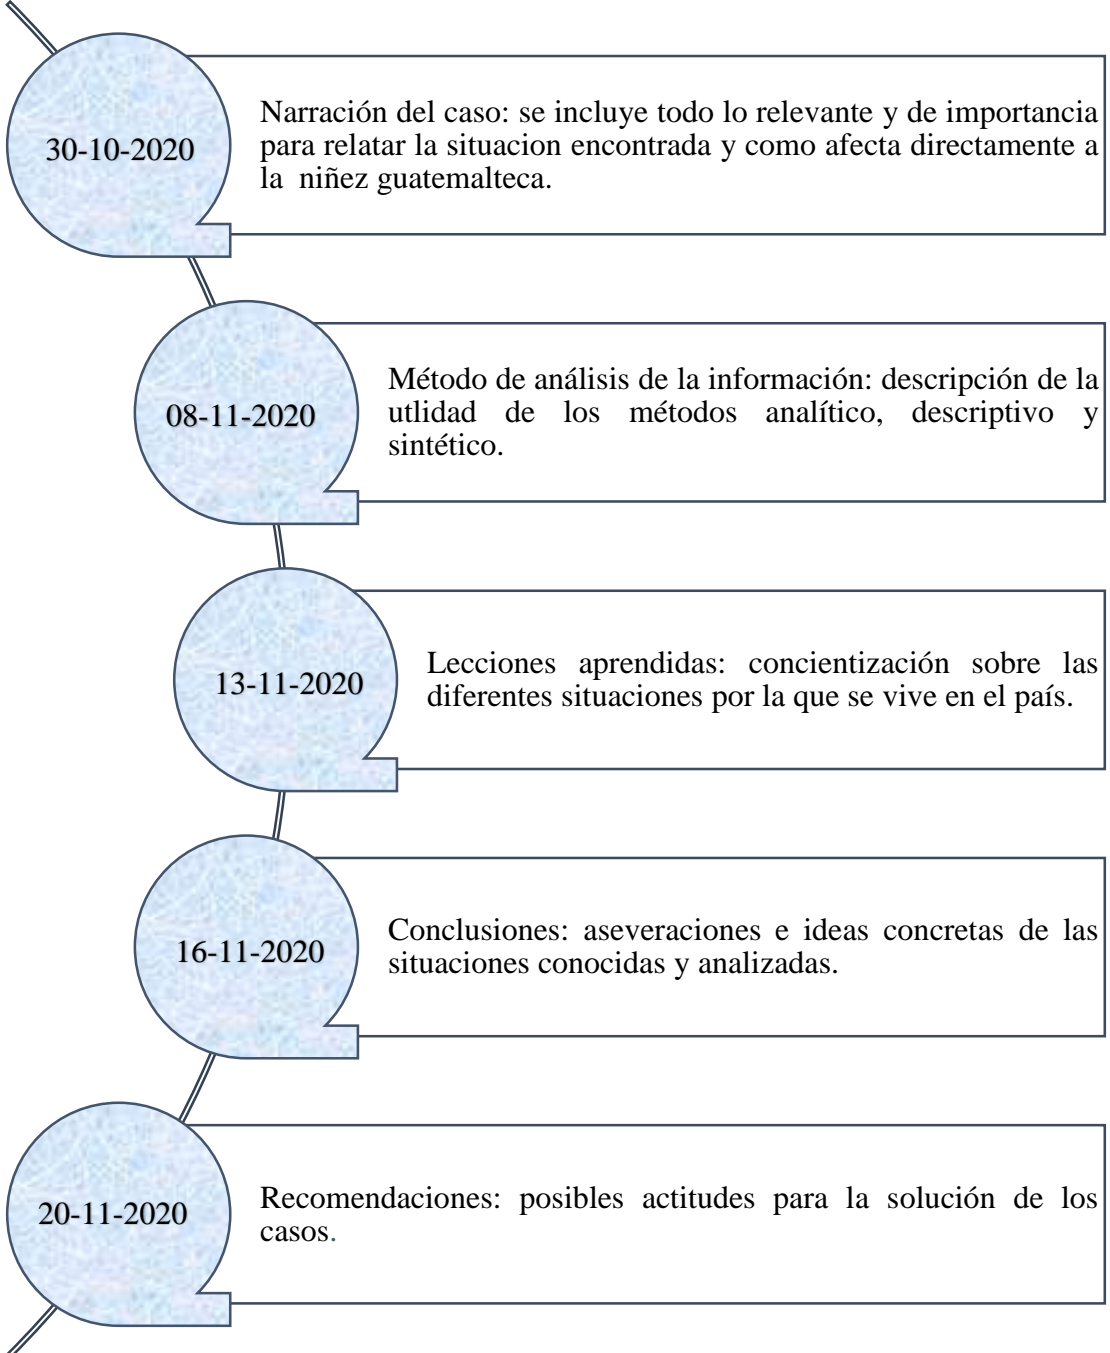 30-10-2020
Narración del caso: se incluye todo lo relevante y de importancia
para relatar la situacion encontrada y como afecta directamente a
la niñez guatemalteca.
08-11-2020
Método de análisis de la información: descripción de la
utlidad de los métodos analítico, descriptivo y
sintético.
13-11-2020
Lecciones aprendidas: concientización sobre las
diferentes situaciones por la que se vive en el país.
16-11-2020
Conclusiones: aseveraciones e ideas concretas de las
situaciones conocidas y analizadas.
20-11-2020
Recomendaciones: posibles actitudes para la solución de los
casos.